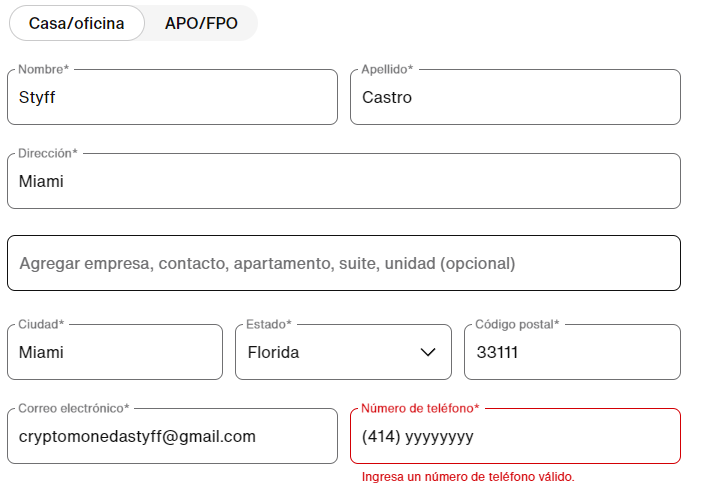 Casa/oficina APO/FPO
Nombre* Apellido*
Styff Castro
Dirección*
Miami
Agregar empresa, contacto, apartamento, suite, unidad (opcional)
Ciudad* Estado* Código postal*
Miami Florida 33111
Correo electrónico* Número de teléfono*
cryptomonedastyff@gmail.com (414) yyyyyyyy
Ingresa un número de teléfono válido.